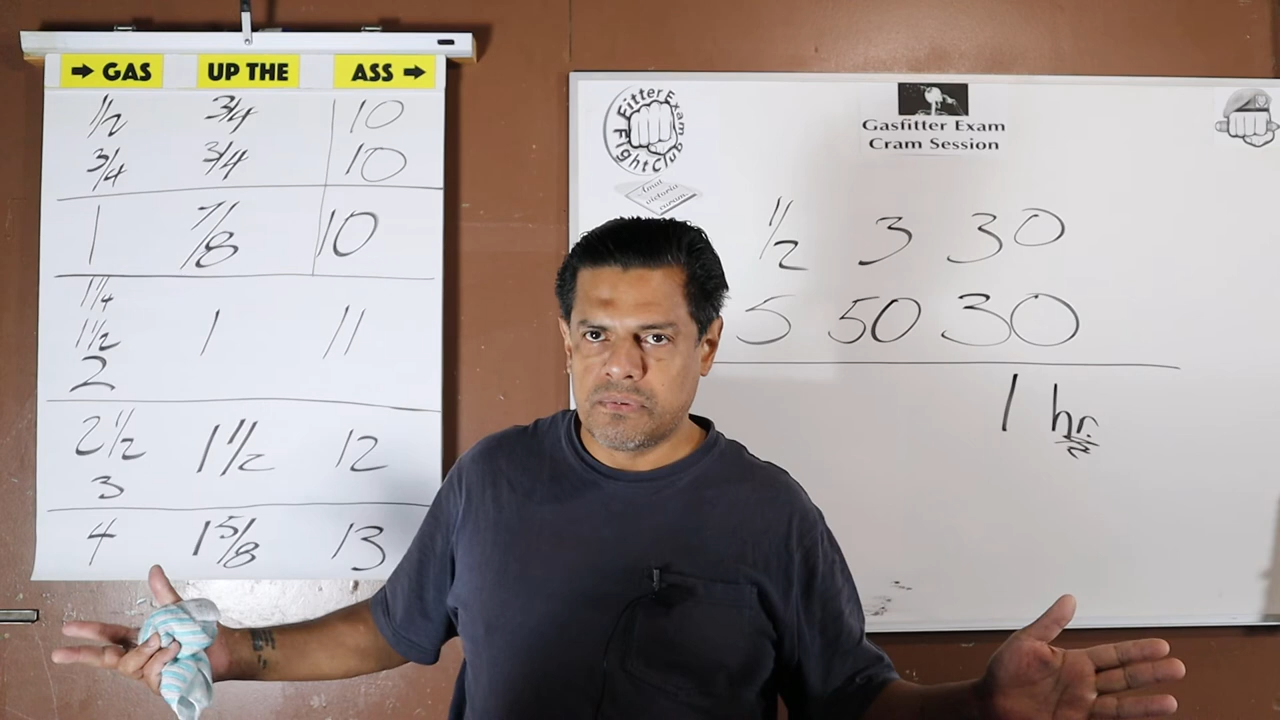 → GAS UP THE ASS →
1/2 3/4 10
3/4 3/4 10
1 7/8 10
1 1/4
1 1/2 1 11
2
2 1/2 1 1/2 12
3
4 1 5/8 13
Fitter Exam
Fight Club
Amat
victoria
curam.
Gasfitter Exam
Cram Session
1/2 3 30
5 50 30
1 hr.